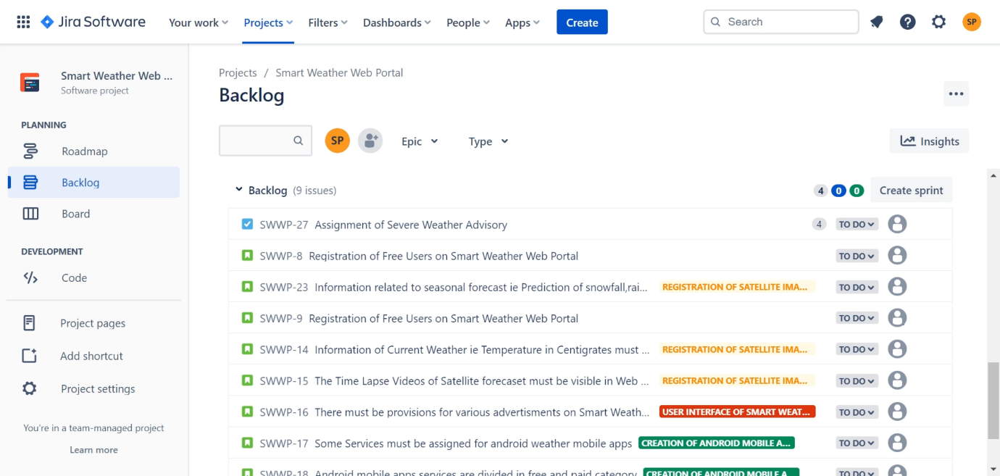 Jira Software Your work Projects Filters Dashboards People Apps Create Search SP
Smart Weather Web ...
Software project
PLANNING
Roadmap
Backlog
Board
DEVELOPMENT
Code
Project pages
Add shortcut
Project settings
You're in a team-managed project
Learn more
Projects / Smart Weather Web Portal
Backlog
SP Epic Type Insights
Backlog (9 issues) 4 0 0 Create sprint
SWWP-27 Assignment of Severe Weather Advisory 4 TO DO
SWWP-8 Registration of Free Users on Smart Weather Web Portal TO DO
SWWP-23 Information related to seasonal forecast ie Prediction of snowfall,rai... REGISTRATION OF SATELLITE IMA... TO DO
SWWP-9 Registration of Free Users on Smart Weather Web Portal TO DO
SWWP-14 Information of Current Weather ie Temperature in Centigrates must ... REGISTRATION OF SATELLITE IMA... TO DO
SWWP-15 The Time Lapse Videos of Satellite forecaset must be visible in Web ... REGISTRATION OF SATELLITE IMA... TO DO
SWWP-16 There must be provisions for various advertisments on Smart Weath... USER INTERFACE OF SMART WEAT... TO DO
SWWP-17 Some Services must be assigned for android weather mobile apps CREATION OF ANDROID MOBILE A... TO DO
SWWP-18 Android mobile apps services are divided in free and paid category CREATION OF ANDROID MOBILE A... TO DO